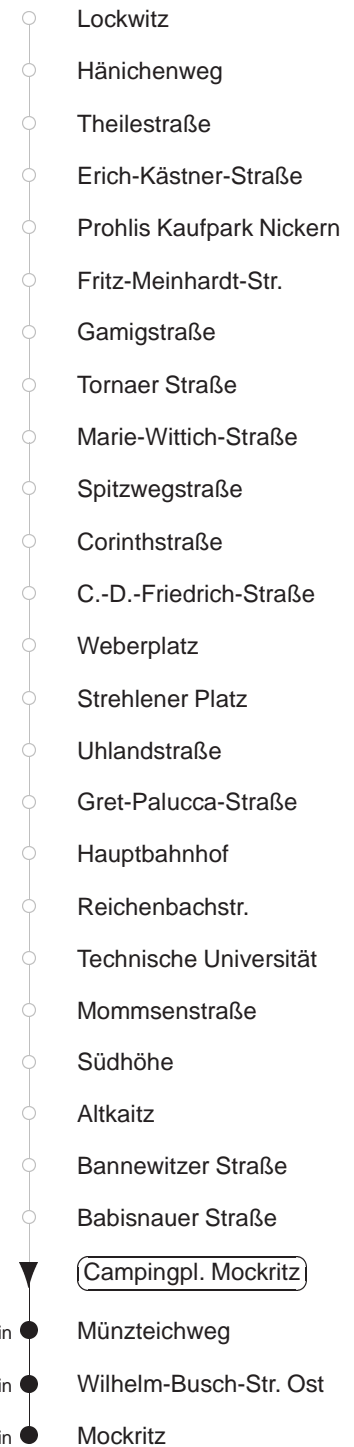 Lockwitz
Hänichenweg
Theilestraße
Erich-Kästner-Straße
Prohlis Kaufpark Nickern
Fritz-Meinhardt-Str.
Gamigstraße
Tornaer Straße
Marie-Wittich-Straße
Spitzwegstraße
Corinthstraße
C.-D.-Friedrich-Straße
Weberplatz
Strehlener Platz
Uhlandstraße
Gret-Palucca-Straße
Hauptbahnhof
Reichenbachstr.
Technische Universität
Mommsenstraße
Südhöhe
Altkaitz
Bannewitzer Straße
Babisnauer Straße
Campingpl. Mockritz
Münzteichweg
Wilhelm-Busch-Str. Ost
Mockritz